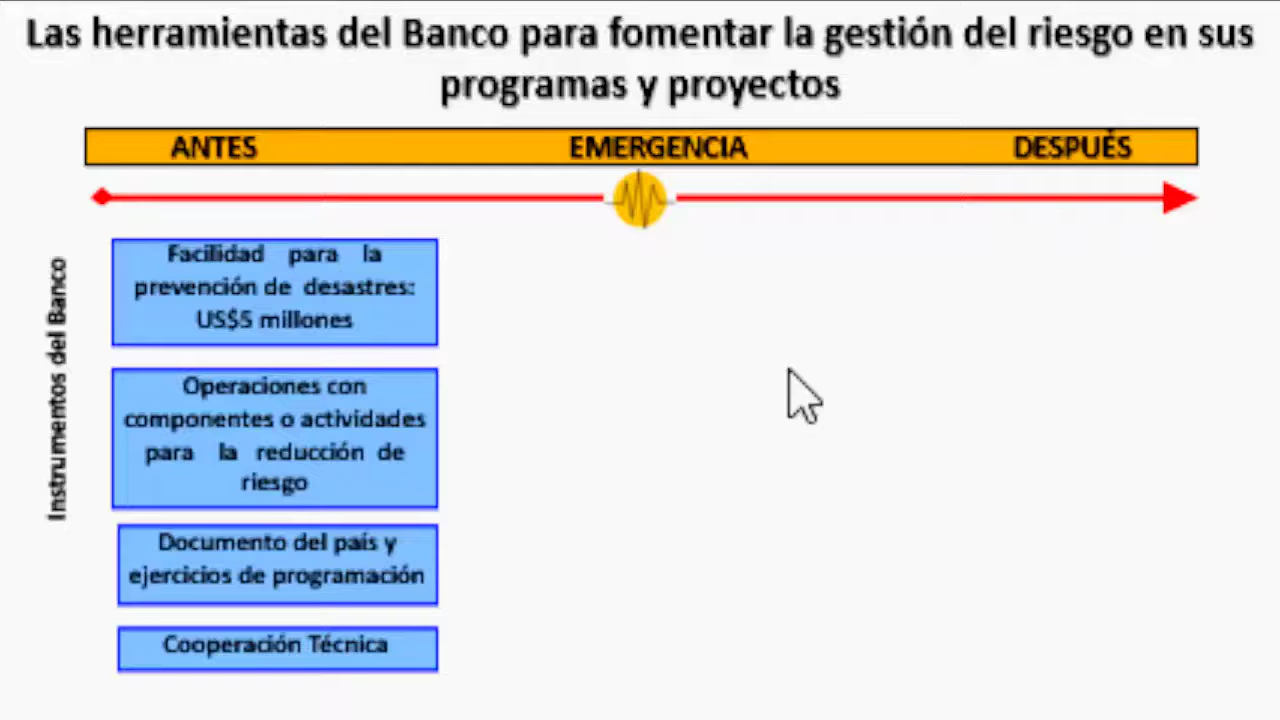 Las herramientas del Banco para fomentar la gestión del riesgo en sus
programas y proyectos
ANTES EMERGENCIA DESPUÉS
Instrumentos del Banco
Facilidad para la
prevención de desastres:
US$5 millones
Operaciones con
componentes o actividades
para la reducción de
riesgo
Documento del país y
ejercicios de programación
Cooperación Técnica